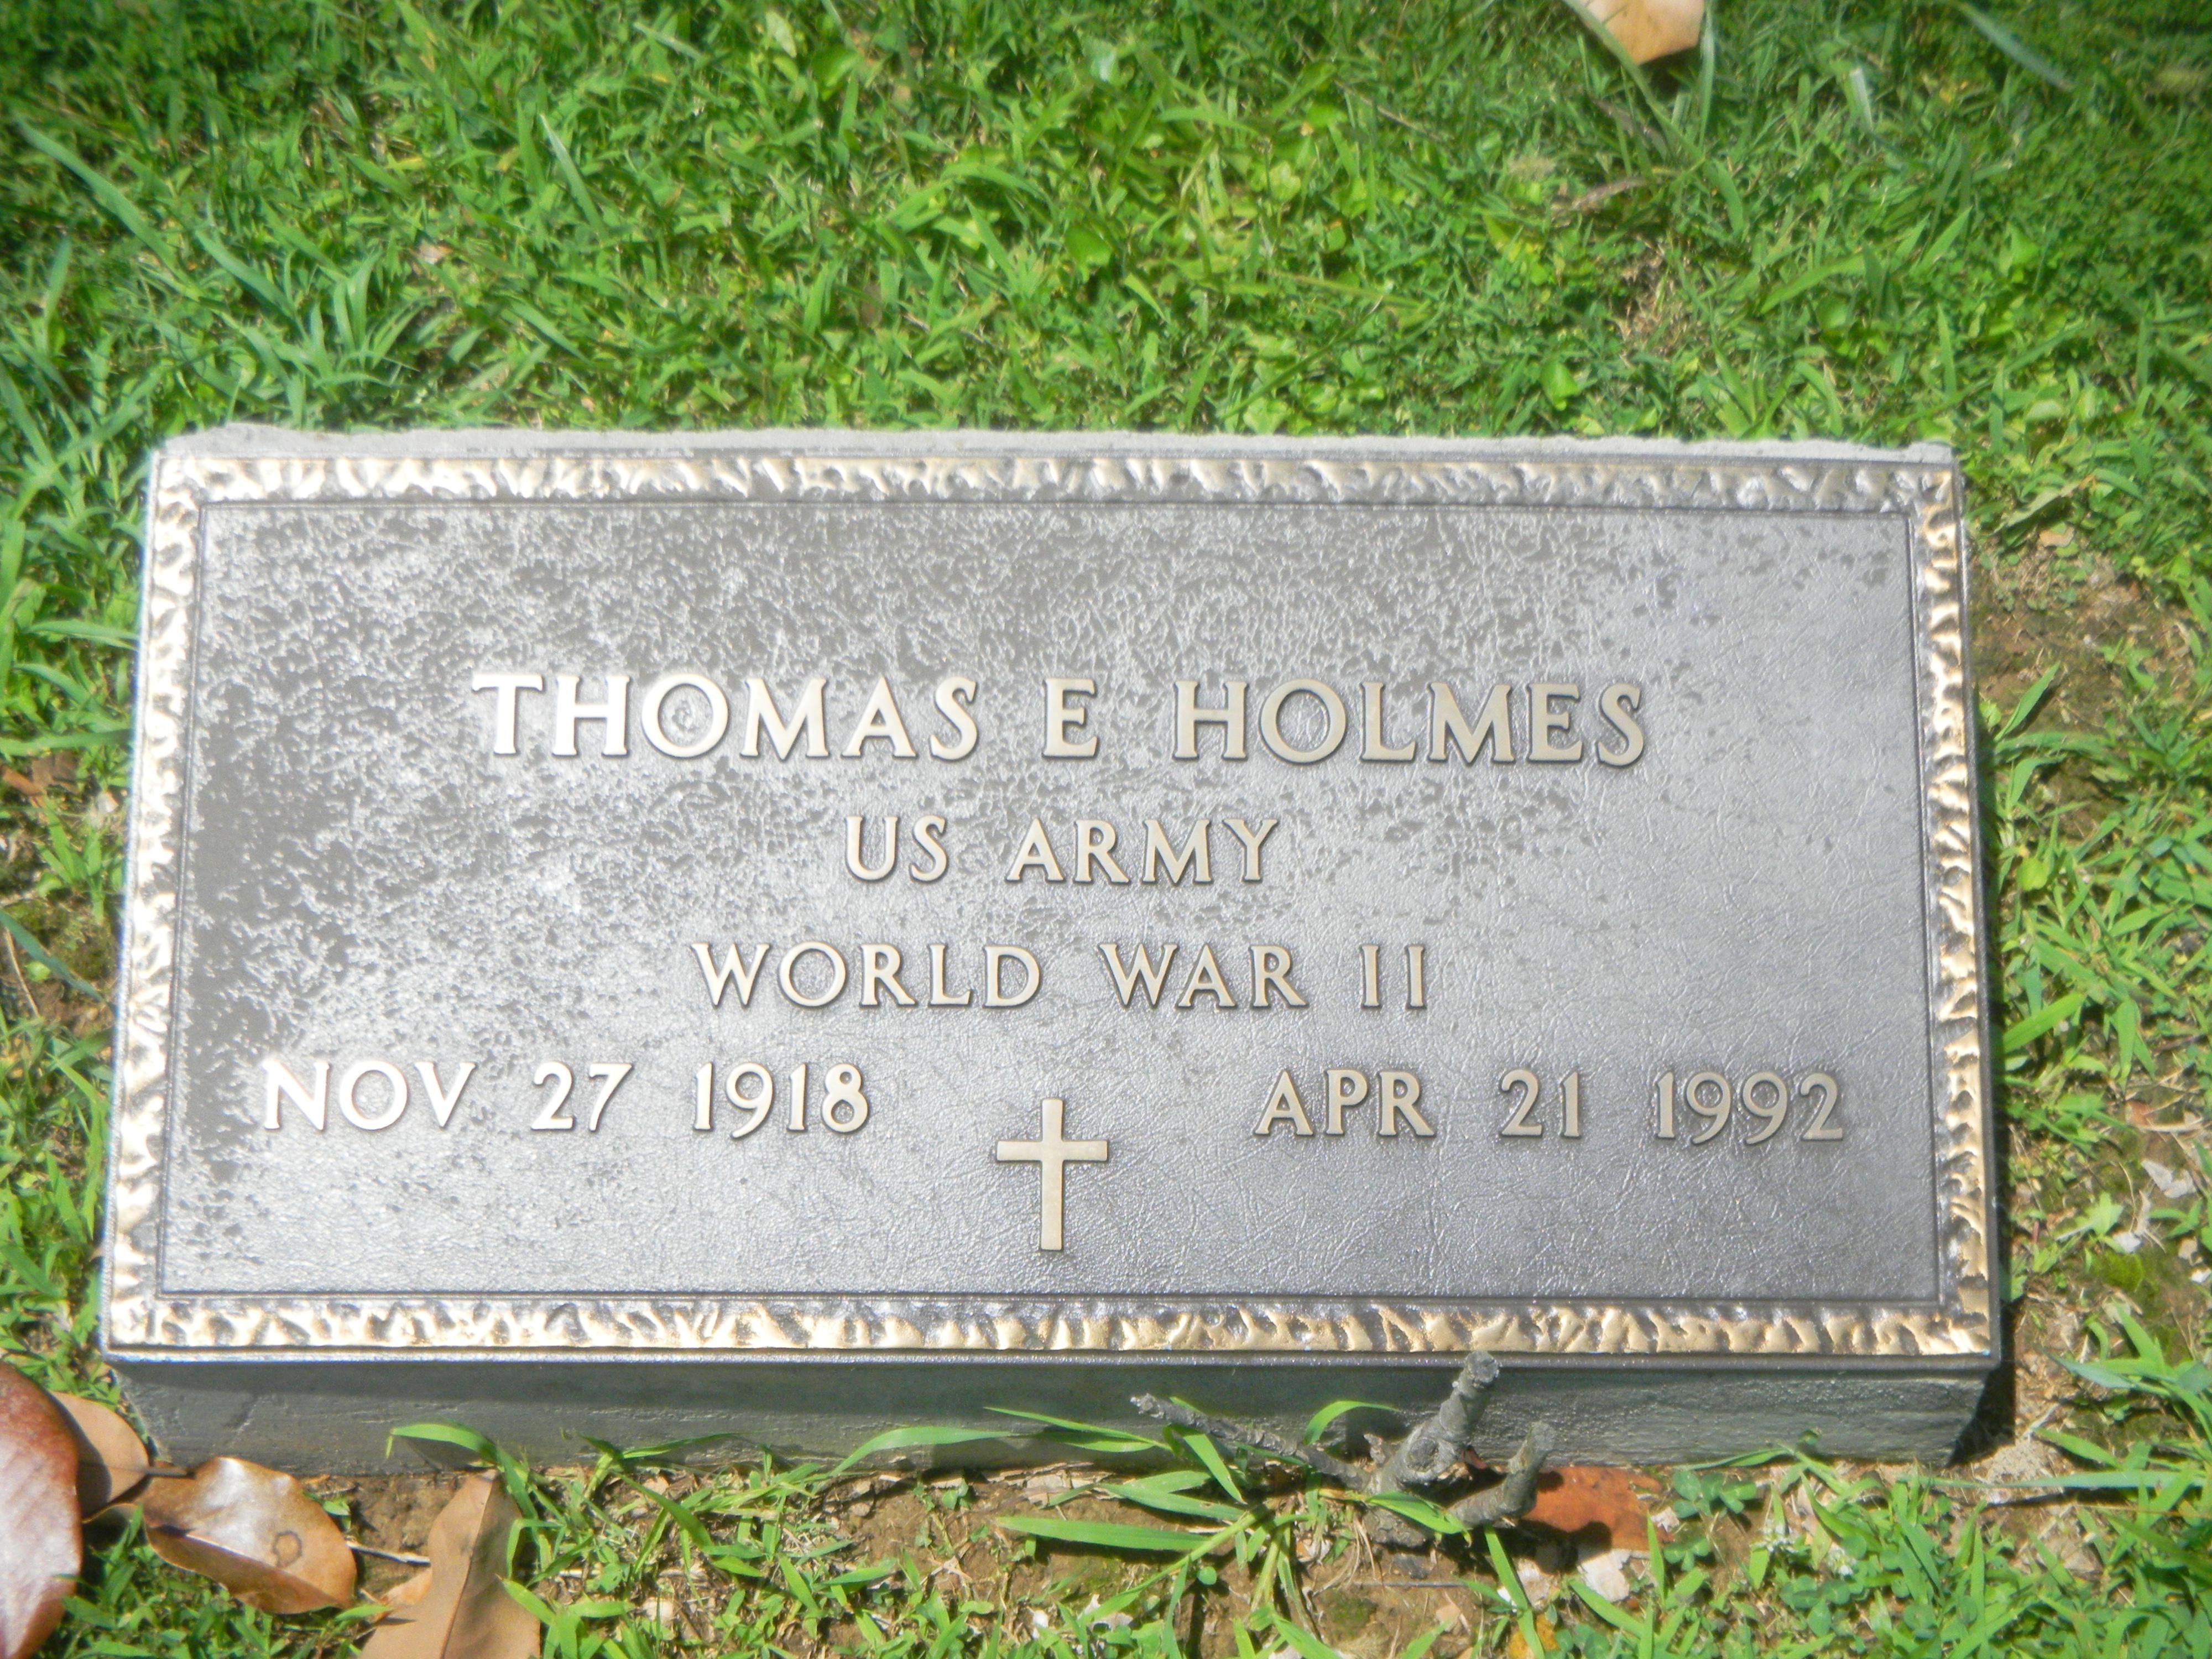 THOMAS E HOLMES
US ARMY
WORLD WAR II
NOV 27 1918 APR 21 1992